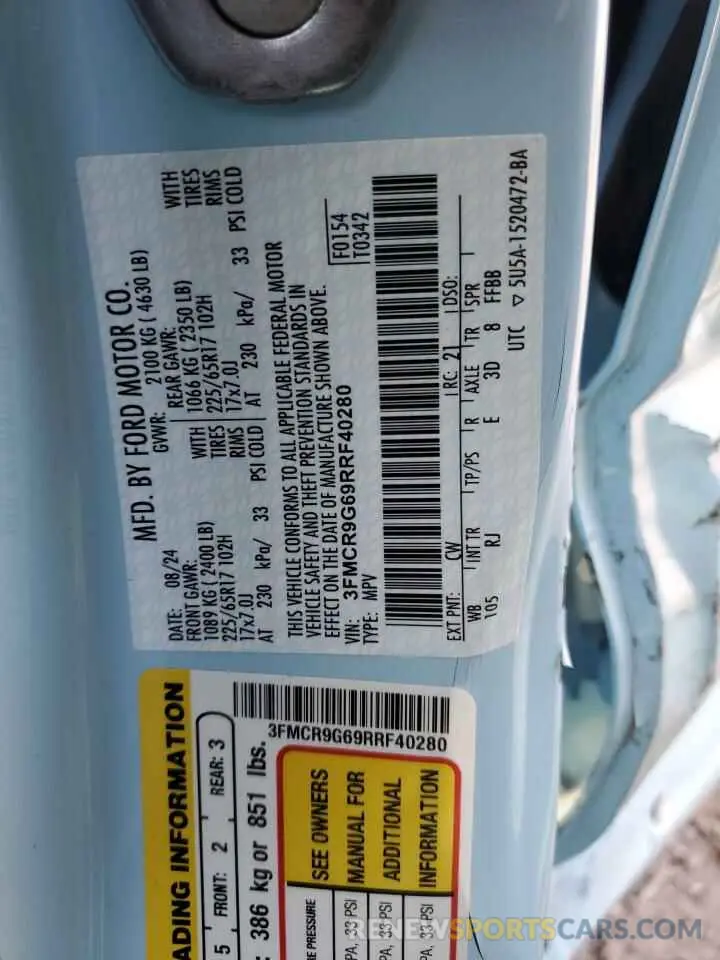 MFD. BY FORD MOTOR CO.
DATE: 08/24 GVWR: 2100 KG ( 4630 LB)
FRONT GAWR: REAR GAWR:
1089 KG ( 2400 LB) WITH 1066 KG ( 2350 LB) WITH
225/65R17 102H TIRES 225/65R17 102H TIRES
17x7.0J RIMS 17x7.0J RIMS
AT 230 kPa/ 33 PSI COLD AT 230 kPa/ 33 PSI COLD
THIS VEHICLE CONFORMS TO ALL APPLICABLE FEDERAL MOTOR
VEHICLE SAFETY AND THEFT PREVENTION STANDARDS IN
EFFECT ON THE DATE OF MANUFACTURE SHOWN ABOVE.
VIN: 3FMCR9G69RRF40280
TYPE: MPV
F0154
T0342
EXT PNT: CW RC: 21 DSO:
WB INT TR TP/PS R AXLE TR SPR
105 RJ E 3D 8 FFBB
UTC ▽ 5U5A-1520472-BA
ADING INFORMATION
5 FRONT: 2 REAR: 3
386 kg or 851 lbs.
3FMCR9G69RRF40280
RE PRESSURE
PA, 33 PSI
PA, 33 PSI
PA, 33 PSI
SEE OWNERS
MANUAL FOR
ADDITIONAL
INFORMATION
RENEWSPORTCARS.COM